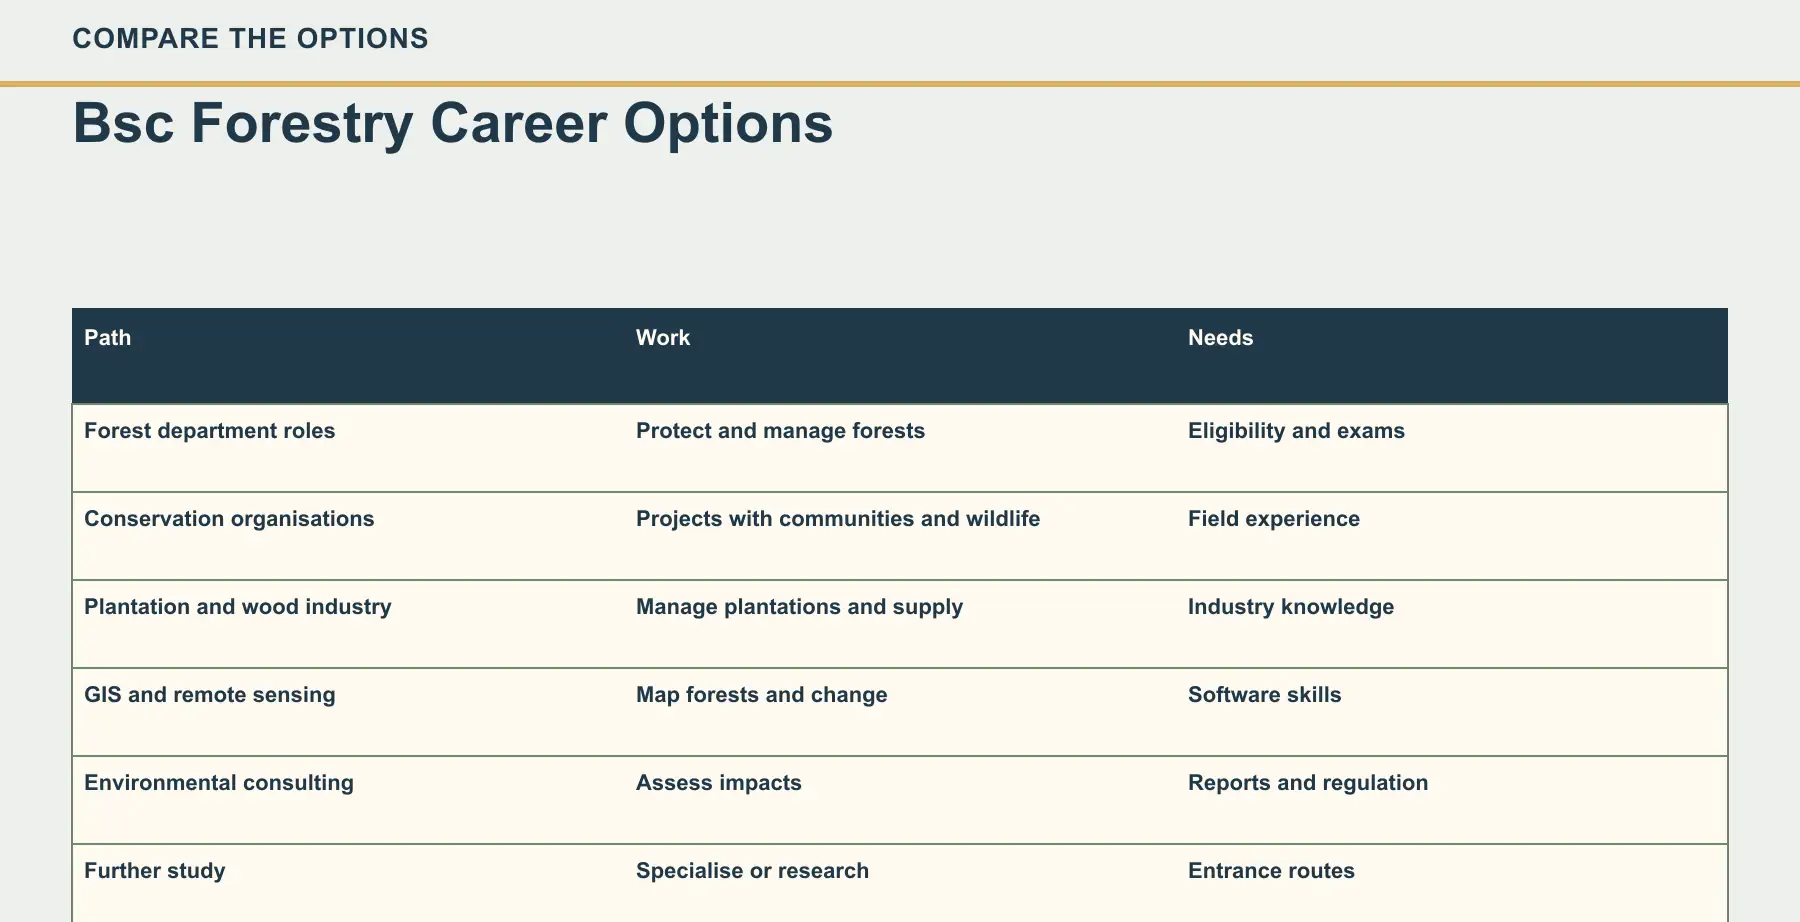 COMPARE THE OPTIONS
Bsc Forestry Career Options
Path Work Needs
Forest department roles Protect and manage forests Eligibility and exams
Conservation organisations Projects with communities and wildlife Field experience
Plantation and wood industry Manage plantations and supply Industry knowledge
GIS and remote sensing Map forests and change Software skills
Environmental consulting Assess impacts Reports and regulation
Further study Specialise or research Entrance routes